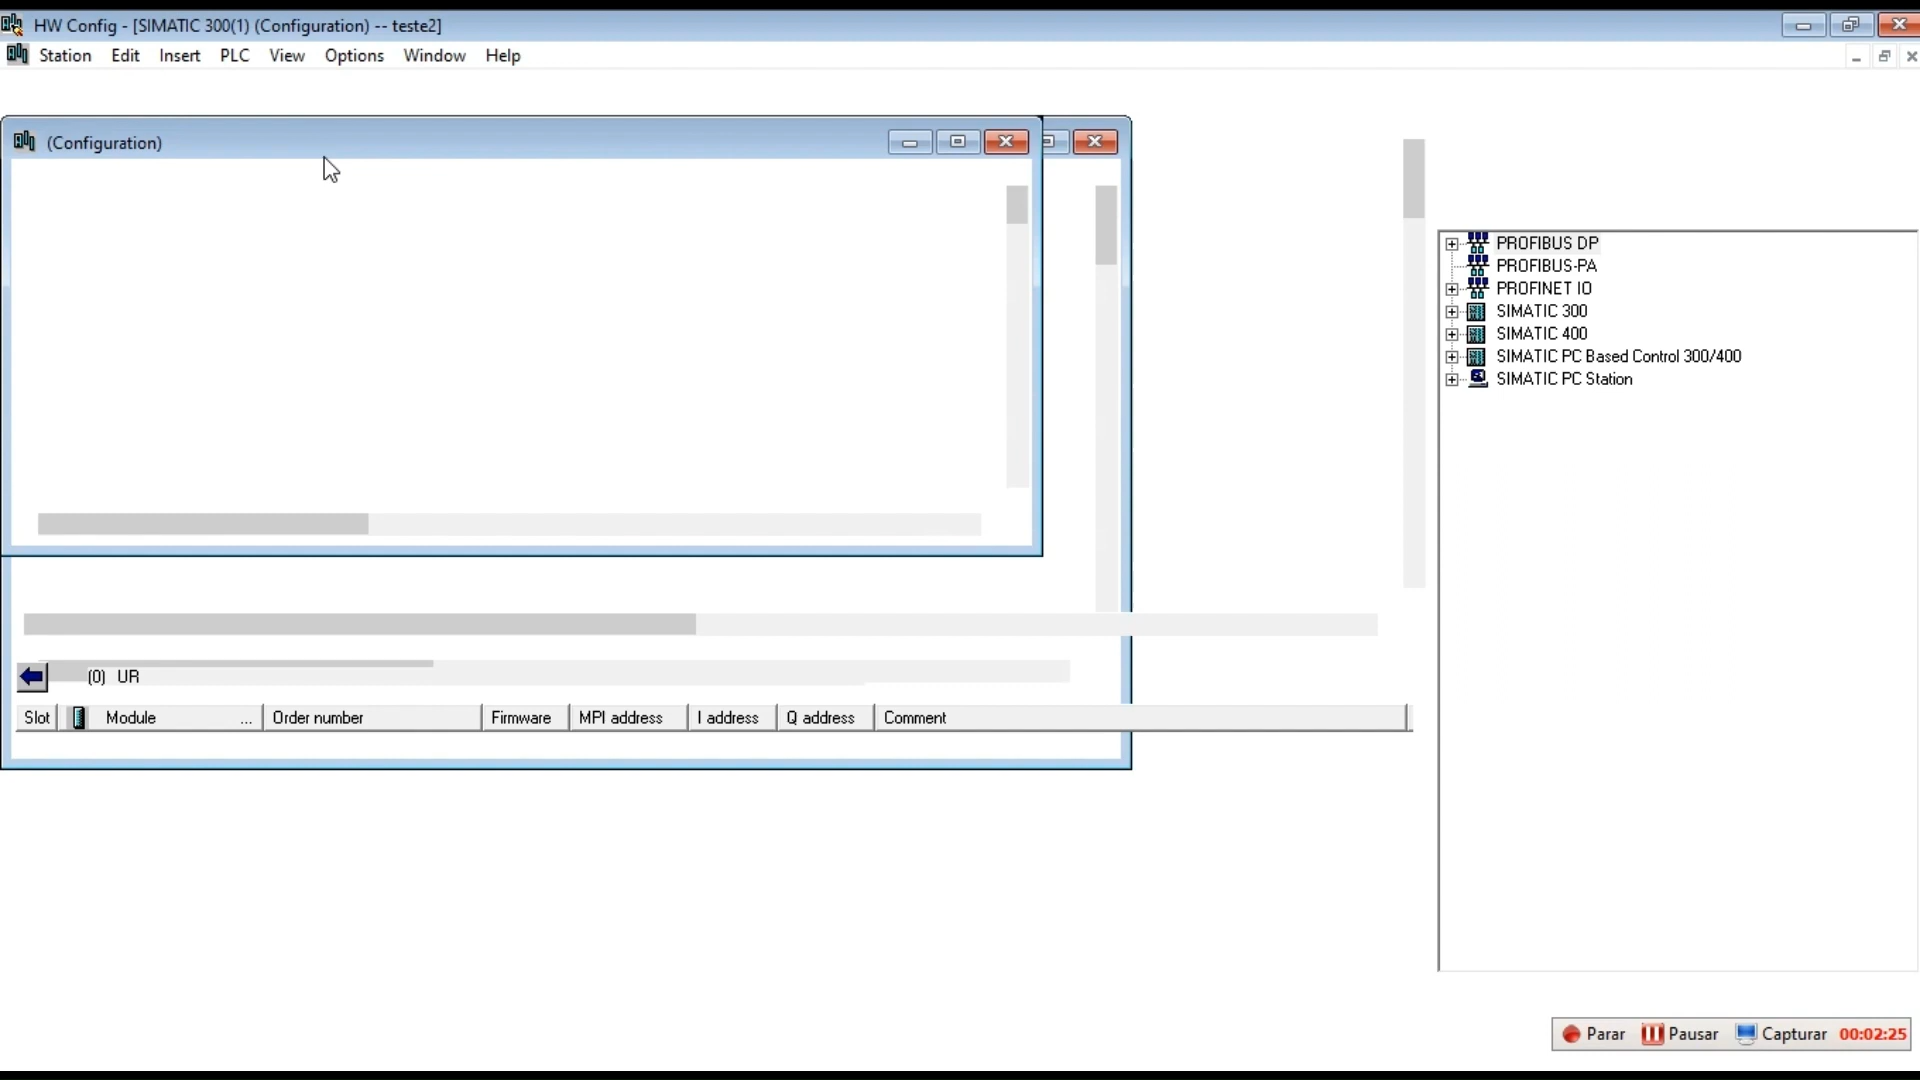 HW Config - [SIMATIC 300(1) (Configuration) -- teste2]
Station Edit Insert PLC View Options Window Help
(Configuration)
PROFIBUS DP
PROFIBUS-PA
PROFINET IO
SIMATIC 300
SIMATIC 400
SIMATIC PC Based Control 300/400
SIMATIC PC Station
(0) UR
Slot Module ... Order number Firmware MPI address I address Q address Comment
Parar Pausar Capturar 00:02:25